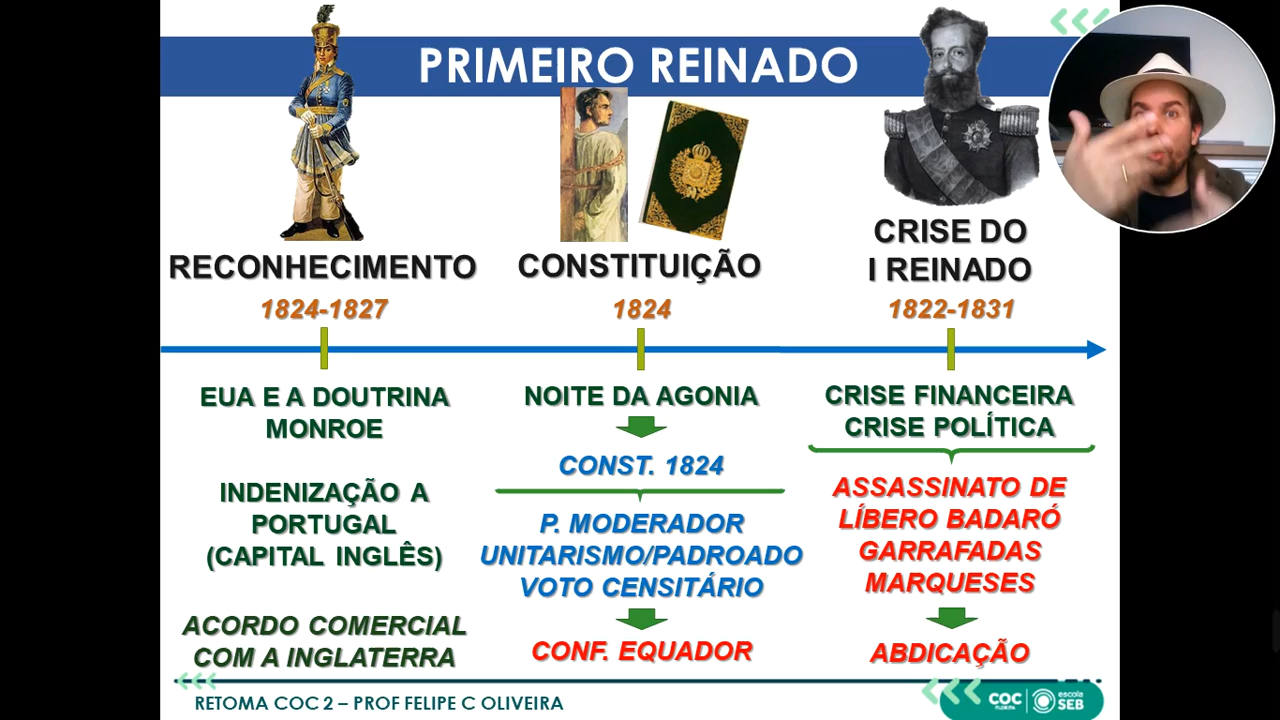 PRIMEIRO REINADO
RECONHECIMENTO
1824-1827
EUA E A DOUTRINA
MONROE
INDENIZAÇÃO A
PORTUGAL
(CAPITAL INGLÊS)
ACORDO COMERCIAL
COM A INGLATERRA
CONSTITUIÇÃO
1824
NOITE DA AGONIA
CONST. 1824
P. MODERADOR
UNITARISMO/PADROADO
VOTO CENSITÁRIO
CONF. EQUADOR
CRISE DO
I REINADO
1822-1831
CRISE FINANCEIRA
CRISE POLÍTICA
ASSASSINATO DE
LÍBERO BADARÓ
GARRAFADAS
MARQUESES
ABDICAÇÃO
RETOMA COC 2 – PROF FELIPE C OLIVEIRA
COC
FLORIPA
escola
SEB